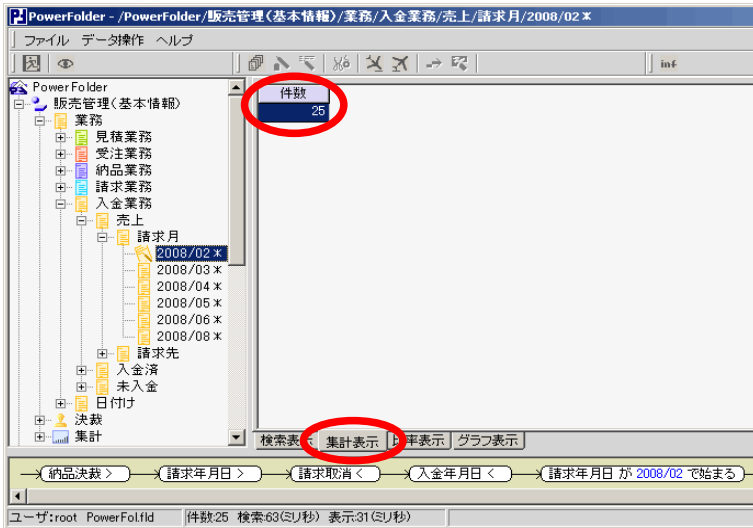 PowerFolder - /PowerFolder/販売管理(基本情報)/業務/入金業務/売上/請求月/2008/02*
ファイル データ操作 ヘルプ
inf
PowerFolder
販売管理(基本情報)
業務
見積業務
受注業務
納品業務
請求業務
入金業務
売上
請求月
2008/02*
2008/03*
2008/04*
2008/05*
2008/06*
2008/08*
請求先
入金済
未入金
日付け
決裁
集計
件数
25
検索表示 集計表示 比率表示 グラフ表示
納品決裁 > 請求年月日 > 請求取消 < 入金年月日 < 請求年月日 が 2008/02 で始まる
ユーザ:root PowerFol.fld 件数:25 検索:63(ミリ秒) 表示:31(ミリ秒)